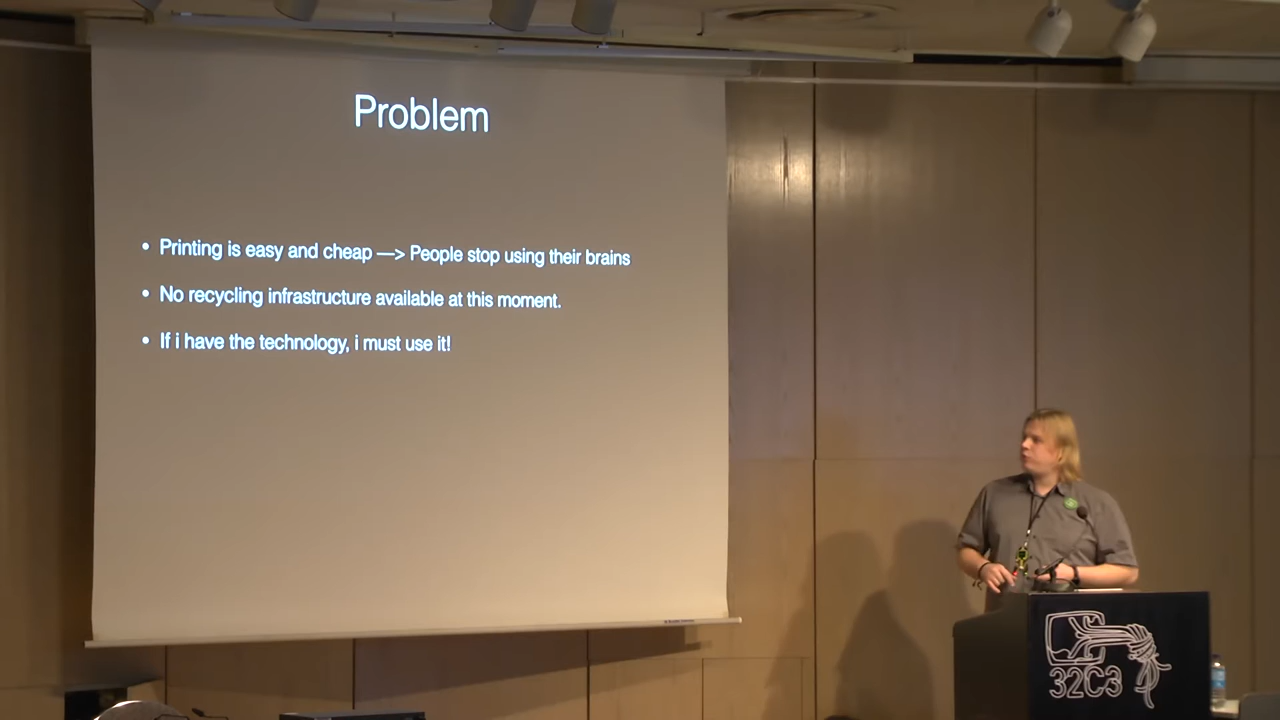 Problem
• Printing is easy and cheap —> People stop using their brains
• No recycling infrastructure available at this moment.
• If i have the technology, i must use it!
32C3